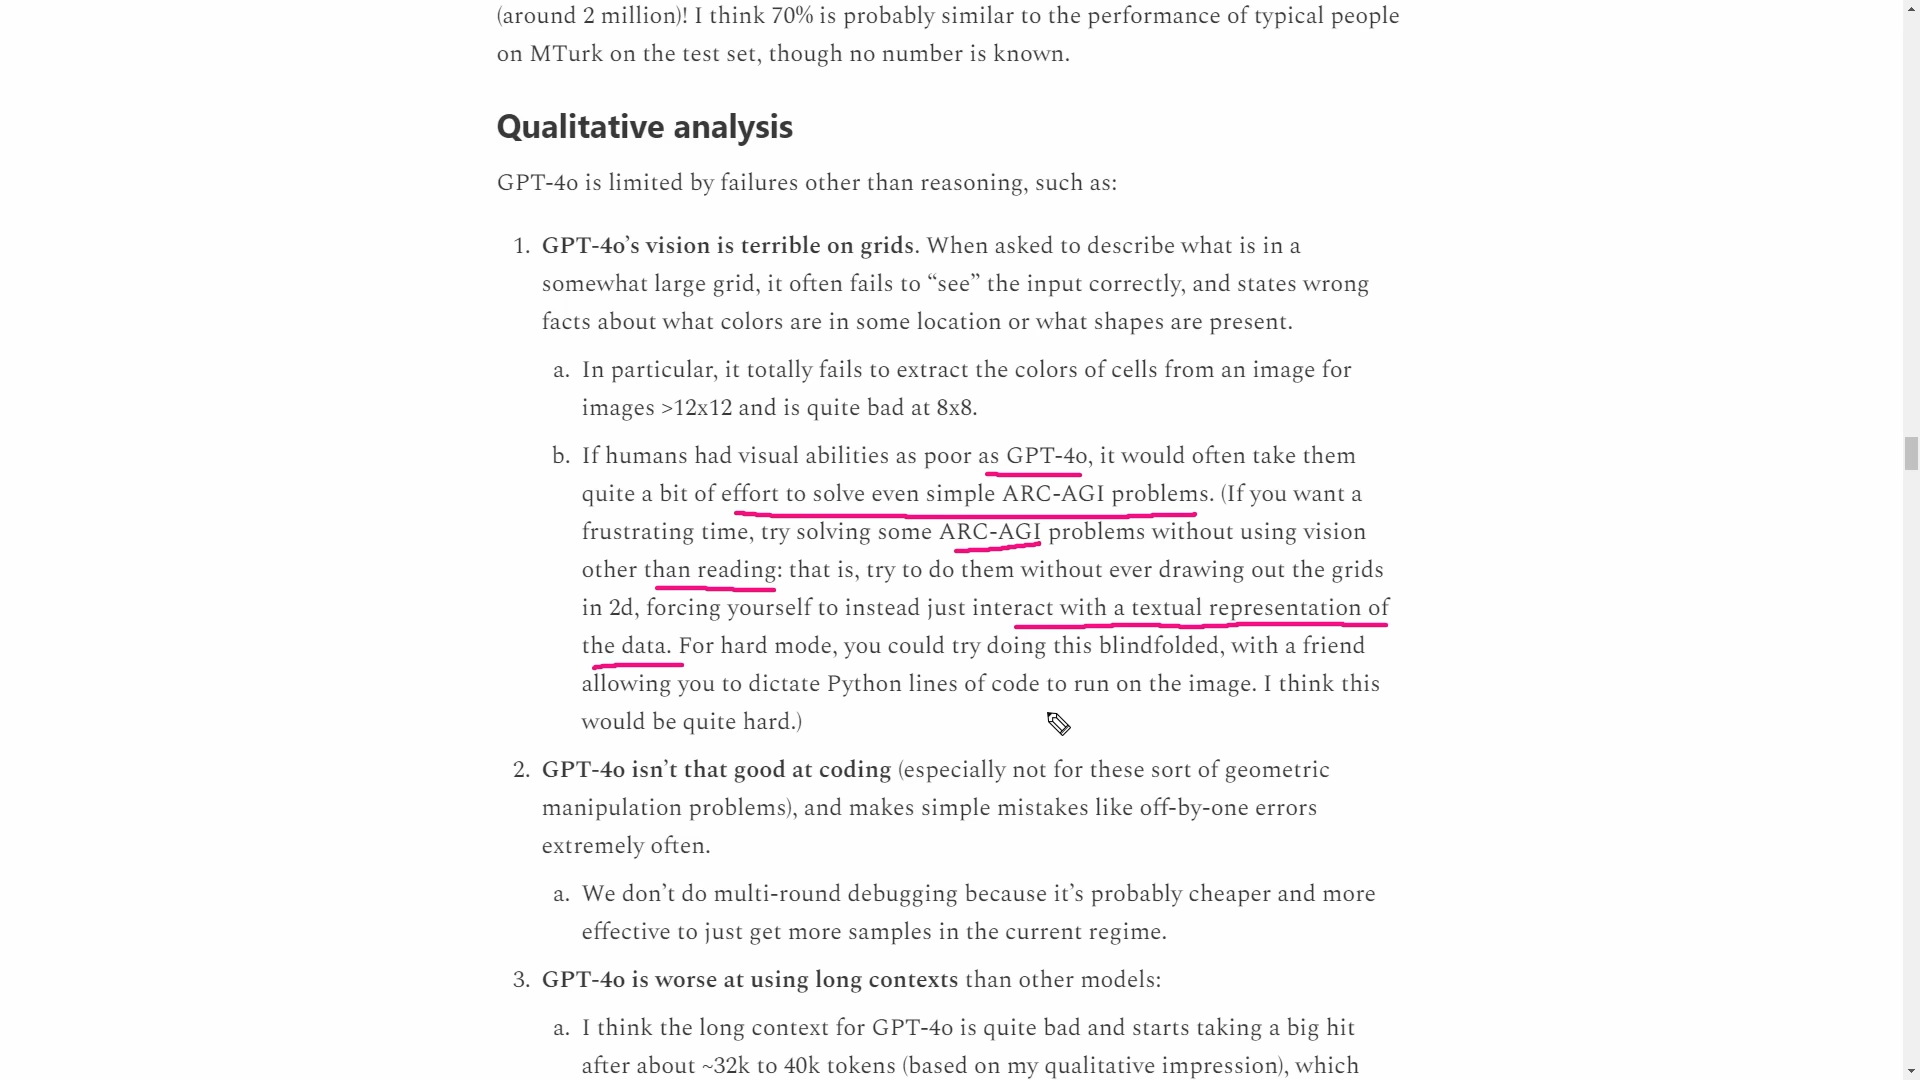 (around 2 million)! I think 70% is probably similar to the performance of typical people
on MTurk on the test set, though no number is known.
Qualitative analysis
GPT-4o is limited by failures other than reasoning, such as:
1. GPT-4o’s vision is terrible on grids. When asked to describe what is in a
somewhat large grid, it often fails to “see” the input correctly, and states wrong
facts about what colors are in some location or what shapes are present.
a. In particular, it totally fails to extract the colors of cells from an image for
images >12x12 and is quite bad at 8x8.
b. If humans had visual abilities as poor as GPT-4o, it would often take them
quite a bit of effort to solve even simple ARC-AGI problems. (If you want a
frustrating time, try solving some ARC-AGI problems without using vision
other than reading: that is, try to do them without ever drawing out the grids
in 2d, forcing yourself to instead just interact with a textual representation of
the data. For hard mode, you could try doing this blindfolded, with a friend
allowing you to dictate Python lines of code to run on the image. I think this
would be quite hard.)
2. GPT-4o isn’t that good at coding (especially not for these sort of geometric
manipulation problems), and makes simple mistakes like off-by-one errors
extremely often.
a. We don’t do multi-round debugging because it’s probably cheaper and more
effective to just get more samples in the current regime.
3. GPT-4o is worse at using long contexts than other models:
a. I think the long context for GPT-4o is quite bad and starts taking a big hit
after about ~32k to 40k tokens (based on my qualitative impression), which